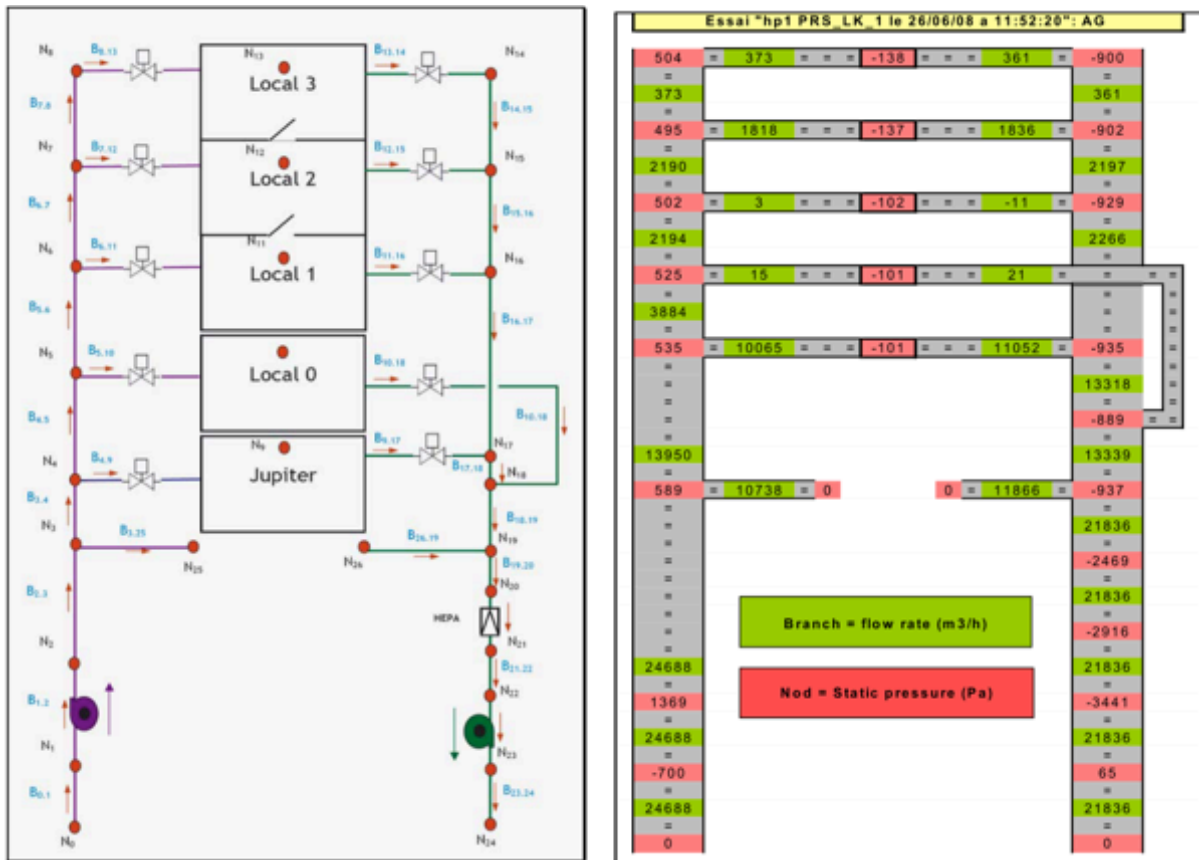 N₈
B₈.₁₃
N₁₃
B₁₃.₁₄
N₁₄
Local 3
B₇.₈
B₁₄.₁₅
N₇
B₇.₁₂
N₁₂
B₁₂.₁₅
N₁₅
Local 2
B₆.₇
B₁₅.₁₆
N₆
B₆.₁₁
N₁₁
B₁₁.₁₆
N₁₆
Local 1
B₅.₆
B₁₆.₁₇
N₅
B₅.₁₀
B₁₀.₁₈
Local 0
B₄.₅
B₁₀.₁₈
N₄
B₄.₉
N₉
B₉.₁₇
N₁₇
B₁₇.₁₈
N₁₈
Jupiter
B₃.₄
B₁₈.₁₉
N₃
B₃.₂₅
B₂₆.₁₉
N₁₉
N₂₅
N₂₆
B₁₉.₂₀
B₂.₃
N₂₀
HEPA
N₂
N₂₁
B₂₁.₂₂
B₁.₂
N₂₂
N₁
N₂₃
B₀.₁
B₂₃.₂₄
N₀
N₂₄
Essai "hp1 PRS_LK_1 le 26/06/08 a 11:52:20": AG
504 = 373 = = = -138 = = = 361 = -900
= =
373 361
= =
495 = 1818 = = = -137 = = = 1836 = -902
= =
2190 2197
= =
502 = 3 = = = -102 = = = -11 = -929
= =
2194 2266
= =
525 = 15 = = = -101 = = = 21 = = = =
= = =
3884 = =
= = =
535 = 10065 = = = -101 = = = 11052 = -935 =
= = =
= 13318 =
= = =
= -889 = =
= =
13950 13339
= =
589 = 10738 = 0 0 = 11866 = -937
= =
= 21836
= =
= -2469
= =
= 21836
= =
Branch = flow rate (m3/h)
= -2916
= =
24688 21836
= =
Nod = Static pressure (Pa)
1369 -3441
= =
24688 21836
= =
-700 65
= =
24688 21836
= =
0 0